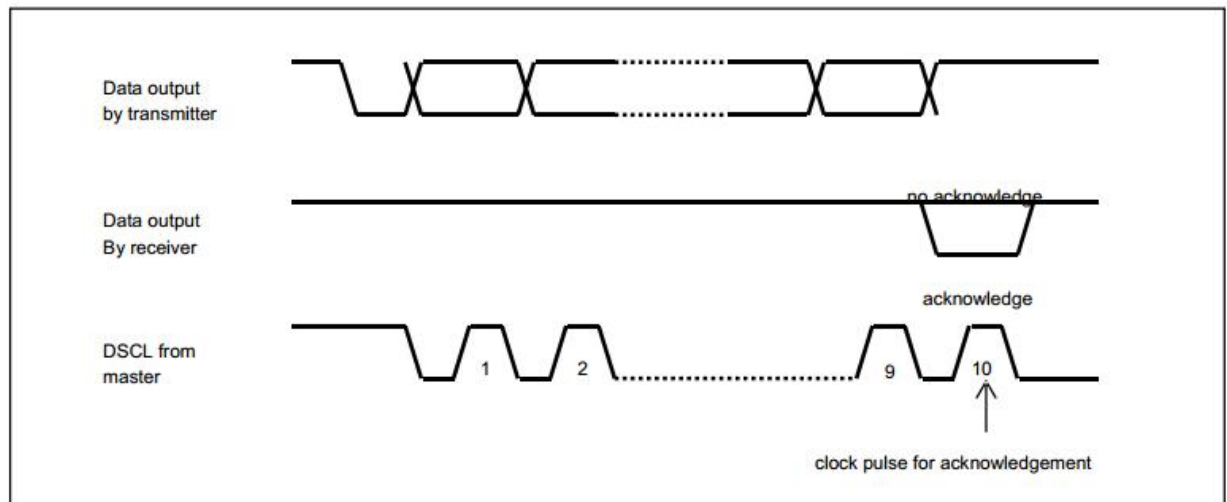 Data output
by transmitter
no acknowledge
Data output
By receiver
acknowledge
DSCL from
master
1
2
9
10
clock pulse for acknowledgement